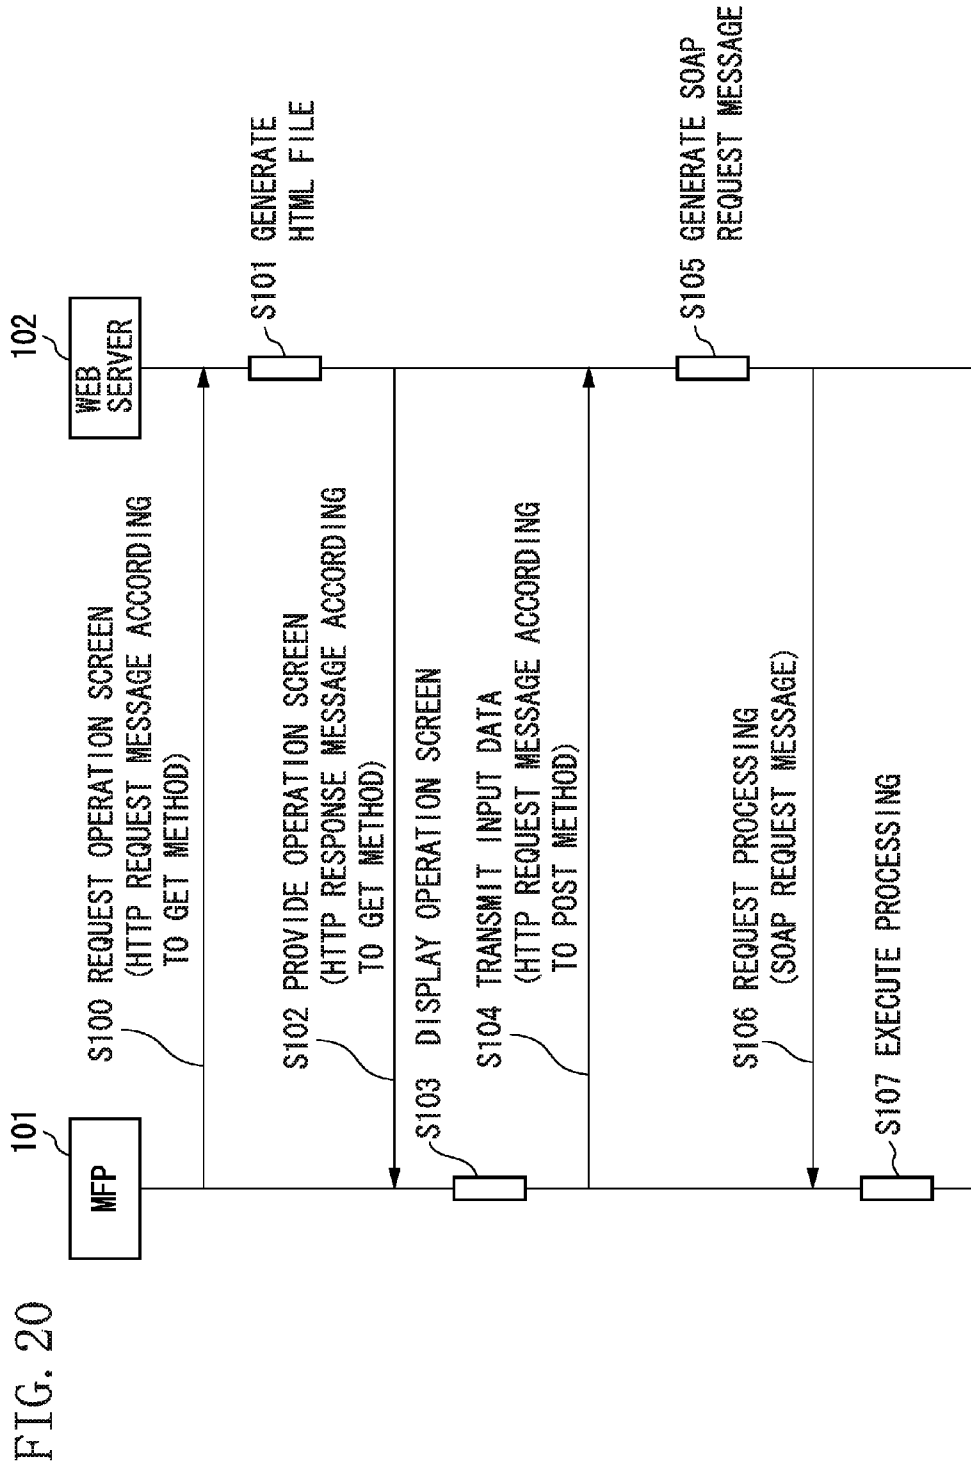 FIG. 20
101
MFP
102
WEB
SERVER
S100 REQUEST OPERATION SCREEN
(HTTP REQUEST MESSAGE ACCORDING
TO GET METHOD)
S101 GENERATE
HTML FILE
S102 PROVIDE OPERATION SCREEN
(HTTP RESPONSE MESSAGE ACCORDING
TO GET METHOD)
S103 DISPLAY OPERATION SCREEN
S104 TRANSMIT INPUT DATA
(HTTP REQUEST MESSAGE ACCORDING
TO POST METHOD)
S105 GENERATE SOAP
REQUEST MESSAGE
S106 REQUEST PROCESSING
(SOAP REQUEST MESSAGE)
S107 EXECUTE PROCESSING